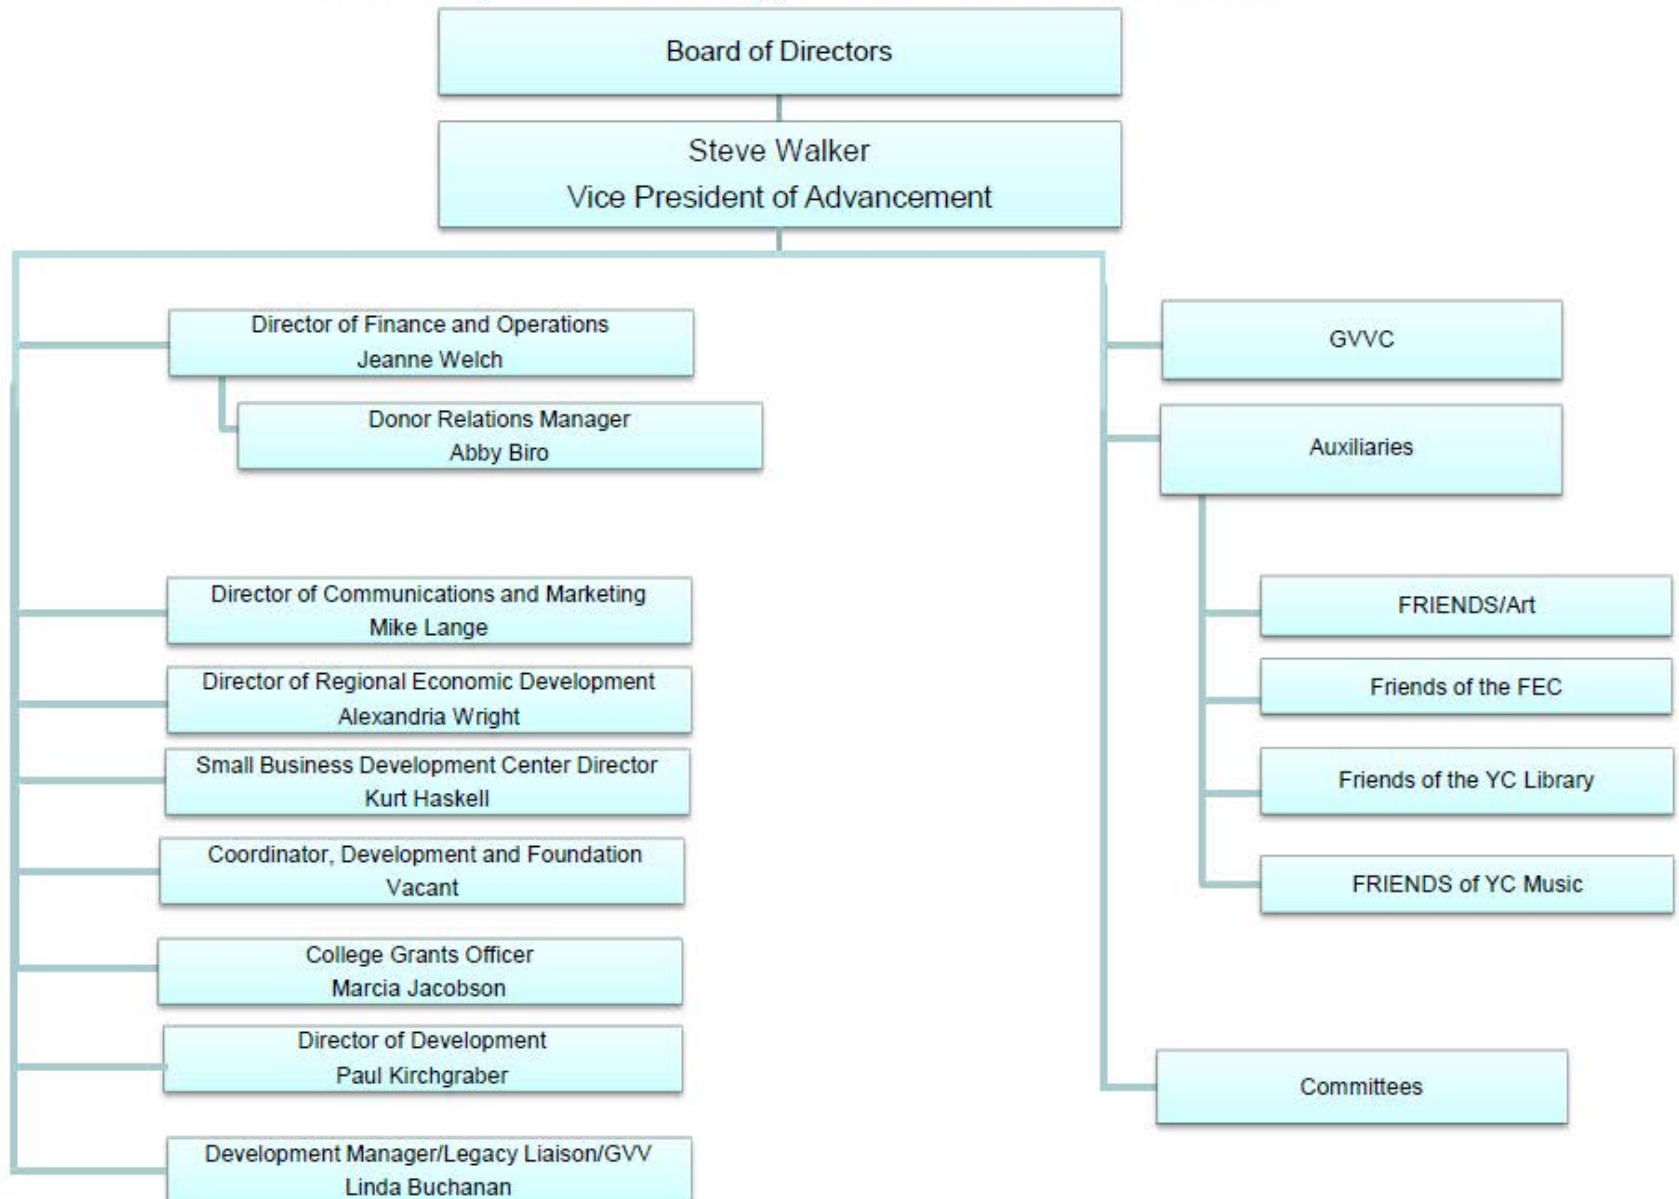 Board of Directors
Steve Walker
Vice President of Advancement
Director of Finance and Operations
Jeanne Welch
Donor Relations Manager
Abby Biro
Director of Communications and Marketing
Mike Lange
Director of Regional Economic Development
Alexandria Wright
Small Business Development Center Director
Kurt Haskell
Coordinator, Development and Foundation
Vacant
College Grants Officer
Marcia Jacobson
Director of Development
Paul Kirchgraber
Development Manager/Legacy Liaison/GVV
Linda Buchanan
GVVC
Auxiliaries
FRIENDS/Art
Friends of the FEC
Friends of the YC Library
FRIENDS of YC Music
Committees